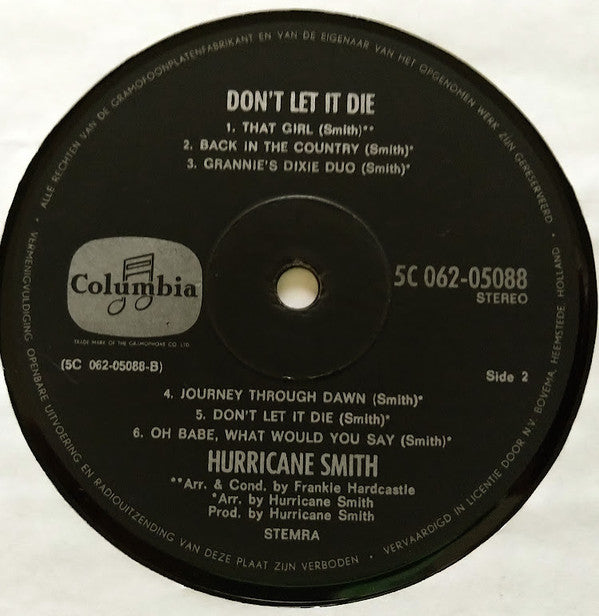 ALLE RECHTEN VAN DE GRAMOFOONPLATENFABRIKANT EN VAN DE EIGENAAR VAN HET OPGENOMEN WERK ZIJN GERESERVEERD •
DON'T LET IT DIE
1. THAT GIRL (Smith)**
2. BACK IN THE COUNTRY (Smith)*
3. GRANNIE'S DIXIE DUO (Smith)*
Columbia
TRADE MARK OF THE GRAMOPHONE CO. LTD.
5C 062-05088
STEREO
(5C 062-05088-B)
Side 2
4. JOURNEY THROUGH DAWN (Smith)*
5. DON'T LET IT DIE (Smith)*
6. OH BABE, WHAT WOULD YOU SAY (Smith)*
HURRICANE SMITH
**Arr. & Cond. by Frankie Hardcastle
*Arr. by Hurricane Smith
Prod. by Hurricane Smith
STEMRA
• VERMENIGVULDIGING OPENBARE UITVOERING EN RADIOUITZENDING VAN DEZE PLAAT ZIJN VERBODEN •
VERVAARDIGD IN LICENTIE DOOR N.V. BOVEMA, HEEMSTEDE HOLLAND